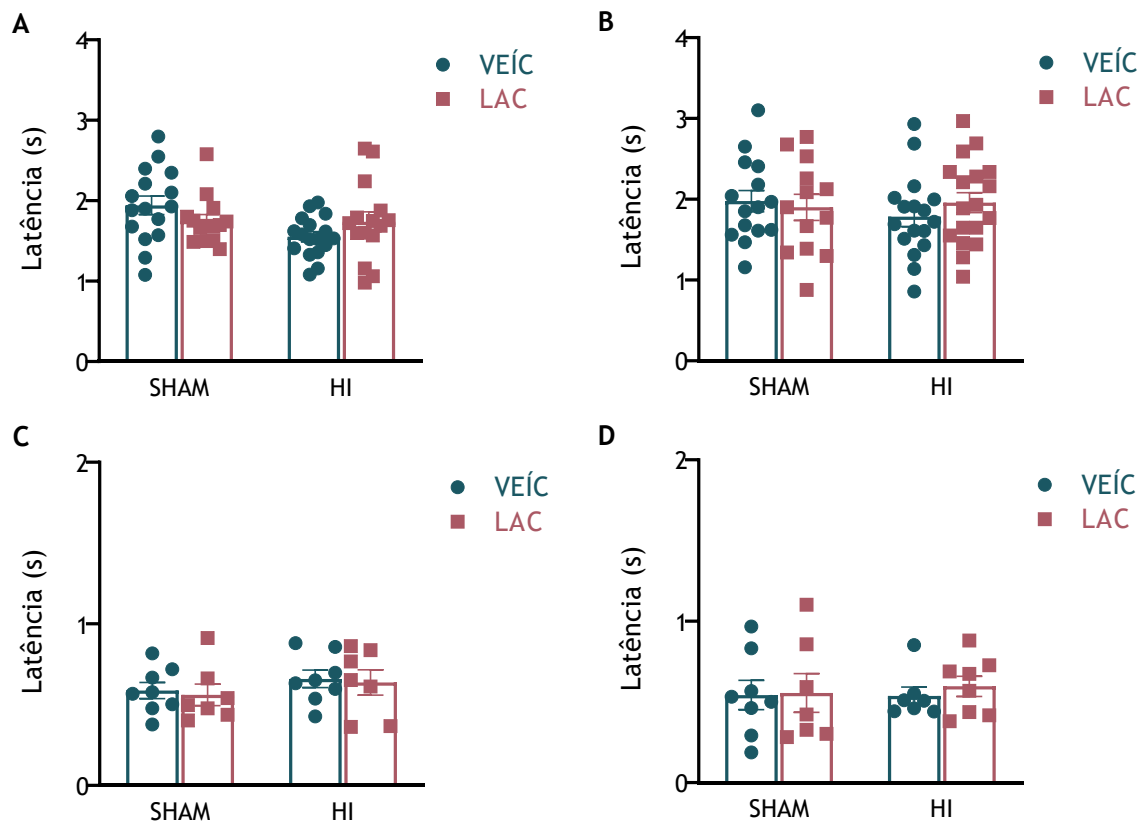 A
4
3
2
1
0
Latência (s)
SHAM
HI
VEÍC
LAC
B
4
3
2
1
0
Latência (s)
SHAM
HI
VEÍC
LAC
C
2
1
0
Latência (s)
SHAM
HI
VEÍC
LAC
D
2
1
0
Latência (s)
SHAM
HI
VEÍC
LAC